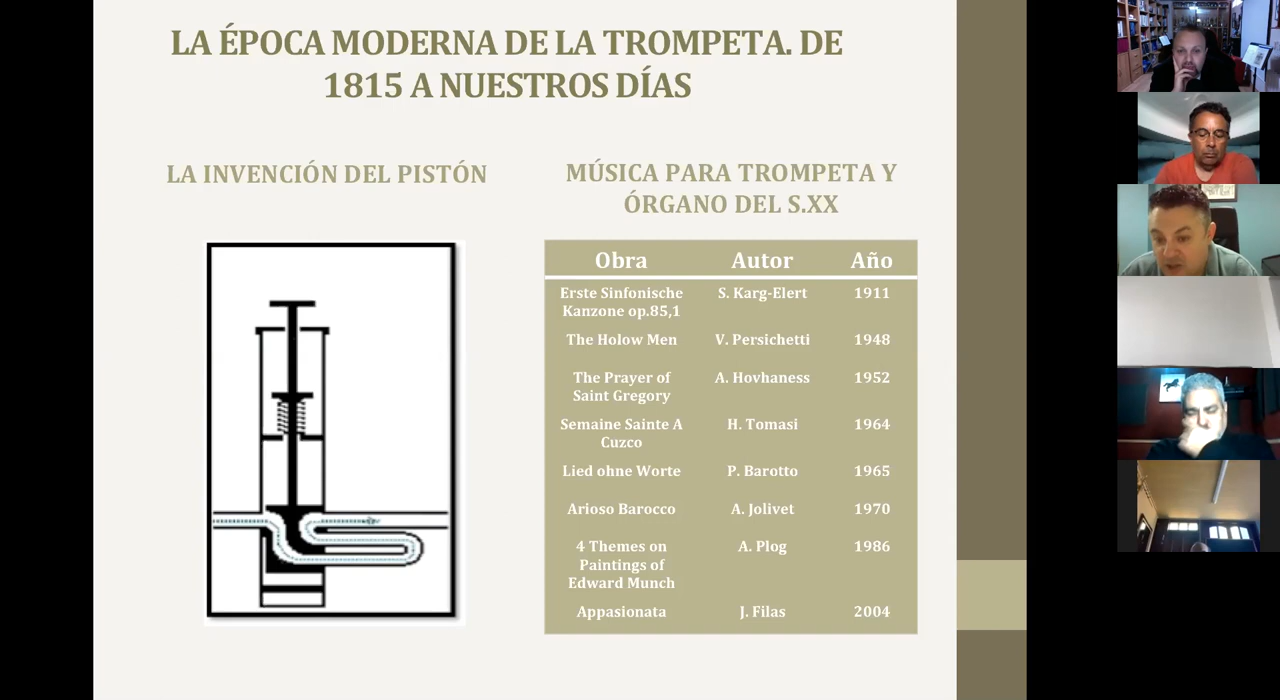 LA ÉPOCA MODERNA DE LA TROMPETA. DE
1815 A NUESTROS DÍAS
LA INVENCIÓN DEL PISTÓN
MÚSICA PARA TROMPETA Y
ÓRGANO DEL S.XX
Obra Autor Año
Erste Sinfonische S. Karg-Elert 1911
Kanzone op.85,1
The Holow Men V. Persichetti 1948
The Prayer of A. Hovhaness 1952
Saint Gregory
Semaine Sainte A H. Tomasi 1964
Cuzco
Lied ohne Worte P. Barotto 1965
Arioso Barocco A. Jolivet 1970
4 Themes on A. Plog 1986
Paintings of
Edward Munch
Appasionata J. Filas 2004